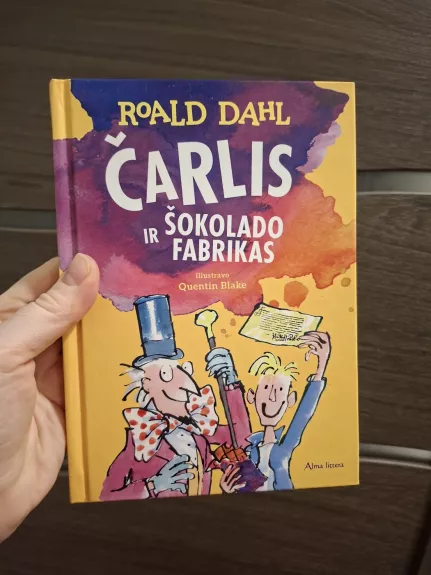 ROALD DAHL
ČARLIS
IR ŠOKOLADO
FABRIKAS
Iliustravo
Quentin Blake
Alma littera